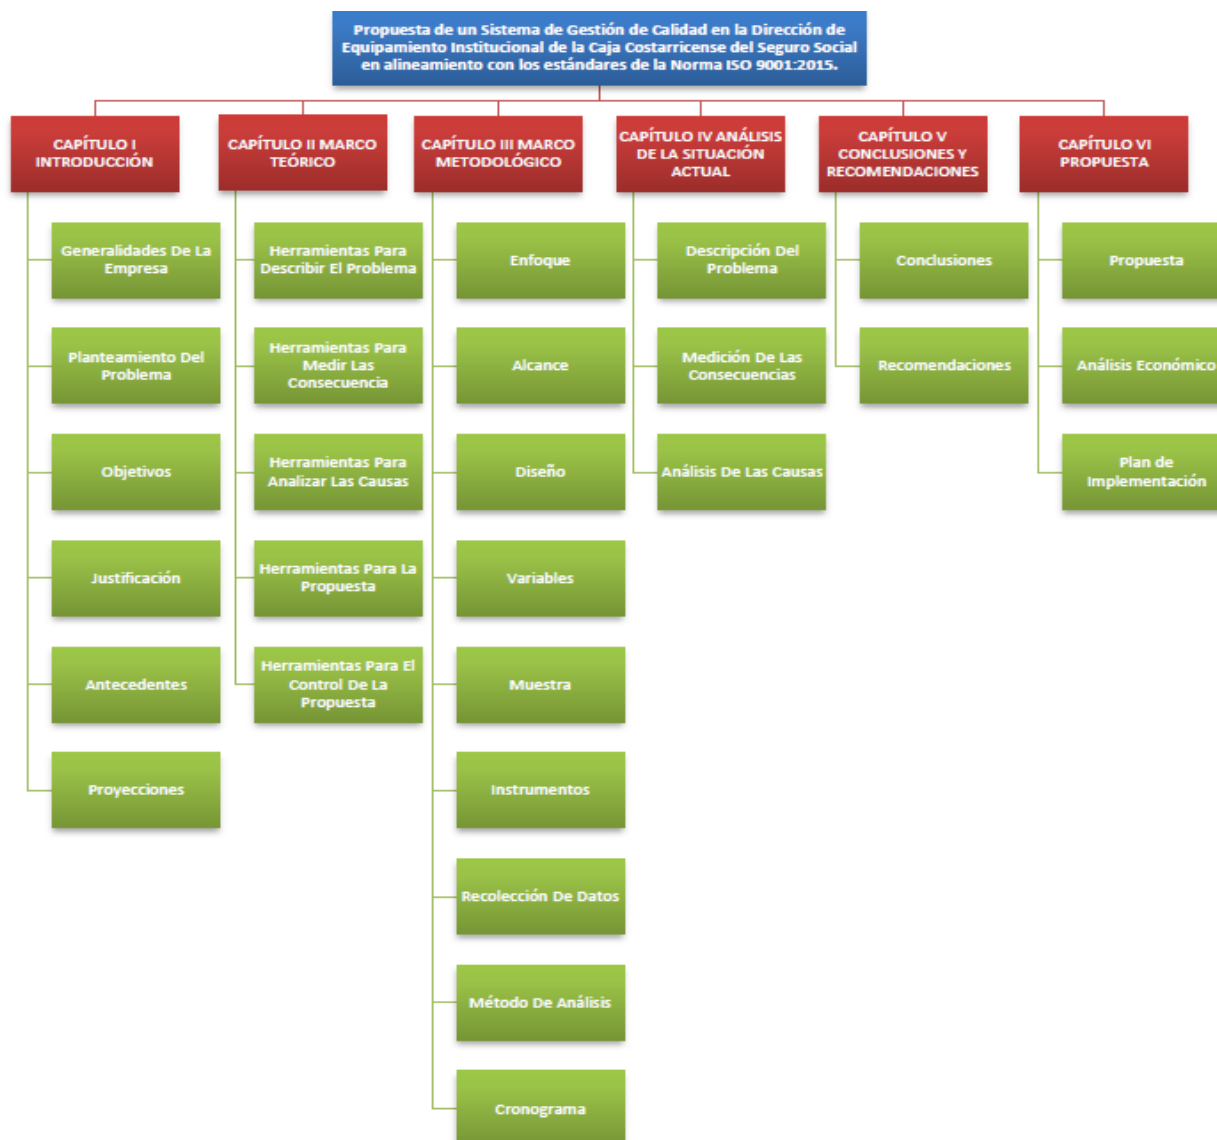 Propuesta de un Sistema de Gestión de Calidad en la Dirección de
Equipamiento Institucional de la Caja Costarricense del Seguro Social
en alineamiento con los estándares de la Norma ISO 9001:2015.
CAPÍTULO I
INTRODUCCIÓN
Generalidades De La
Empresa
Planteamiento Del
Problema
Objetivos
Justificación
Antecedentes
Proyecciones
CAPÍTULO II MARCO
TEÓRICO
Herramientas Para
Describir El Problema
Herramientas Para
Medir Las
Consecuencia
Herramientas Para
Analizar Las Causas
Herramientas Para La
Propuesta
Herramientas Para El
Control De La
Propuesta
CAPÍTULO III MARCO
METODOLÓGICO
Enfoque
Alcance
Diseño
Variables
Muestra
Instrumentos
Recolección De Datos
Método De Análisis
Cronograma
CAPÍTULO IV ANÁLISIS
DE LA SITUACIÓN
ACTUAL
Descripción Del
Problema
Medición De Las
Consecuencias
Análisis De Las Causas
CAPÍTULO V
CONCLUSIONES Y
RECOMENDACIONES
Conclusiones
Recomendaciones
CAPÍTULO VI
PROPUESTA
Propuesta
Análisis Económico
Plan de
Implementación